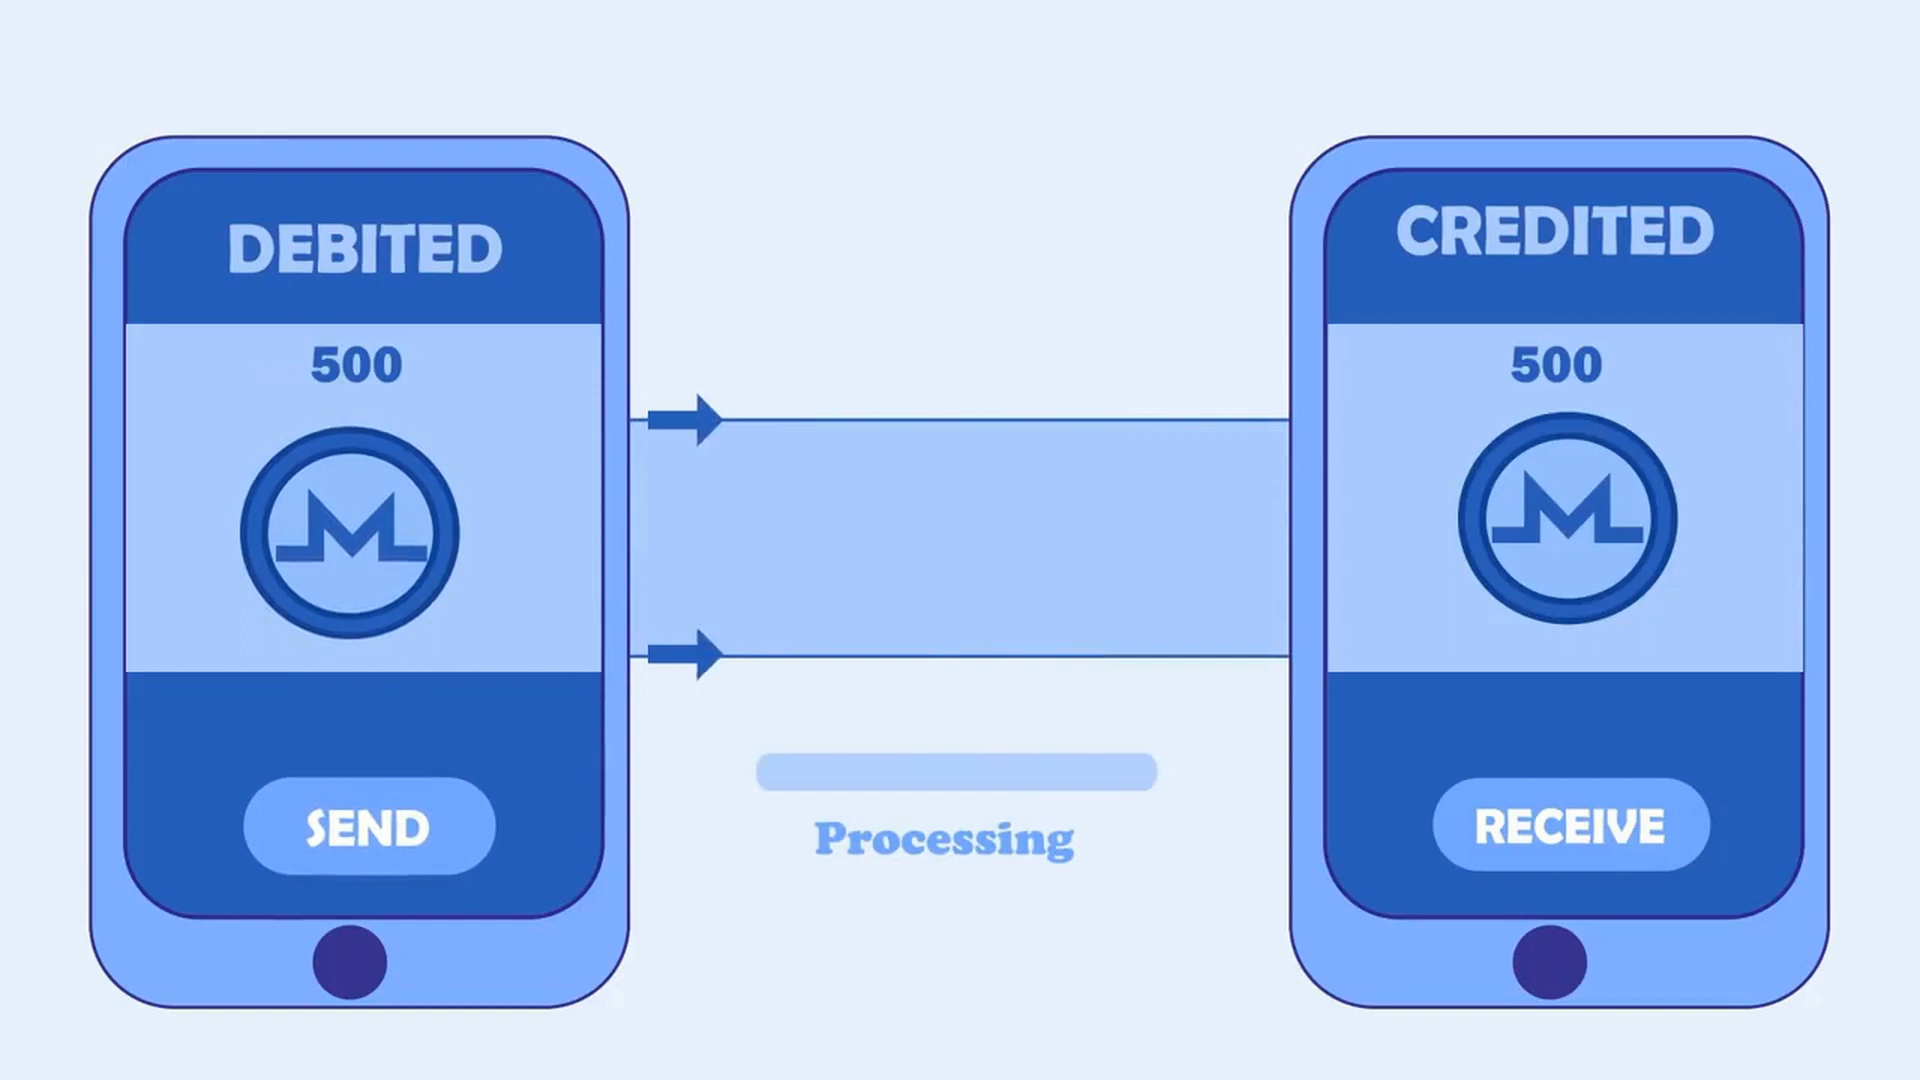 DEBITED
500
SEND
Processing
CREDITED
500
RECEIVE